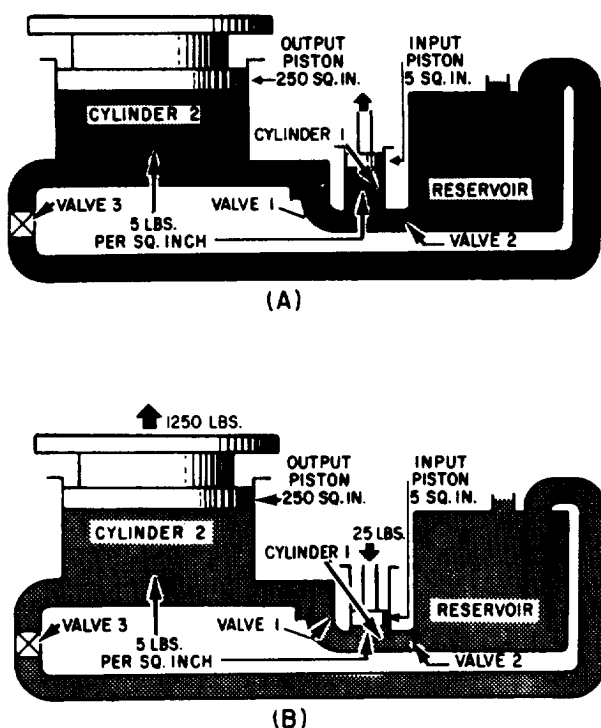 OUTPUT
PISTON
250 SQ. IN.
INPUT
PISTON
5 SQ. IN.
CYLINDER 2
CYLINDER 1
RESERVOIR
VALVE 3
VALVE 1
5 LBS.
PER SQ. INCH
VALVE 2
(A)
1250 LBS.
OUTPUT
PISTON
250 SQ. IN.
INPUT
PISTON
5 SQ. IN.
25 LBS.
CYLINDER 2
CYLINDER 1
RESERVOIR
VALVE 3
VALVE 1
5 LBS.
PER SQ. INCH
VALVE 2
(B)